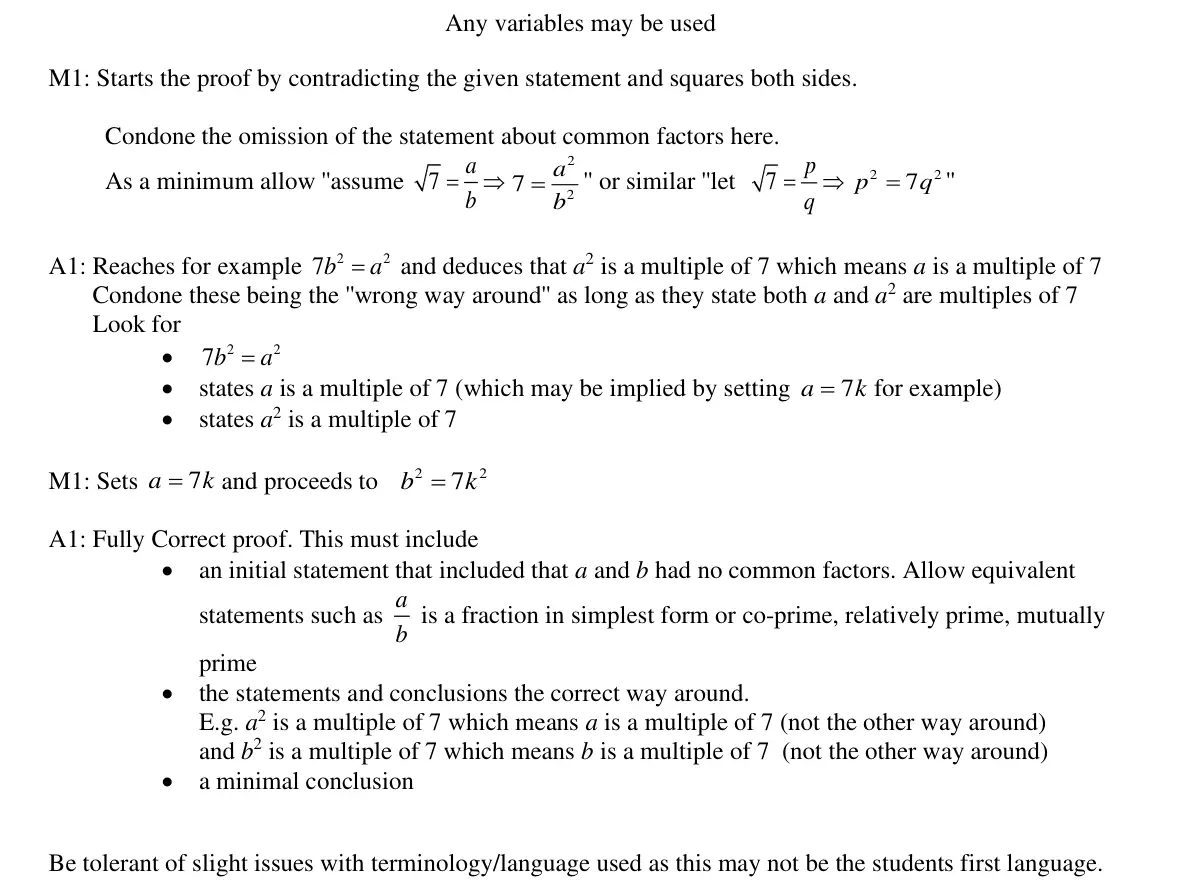 Any variables may be used
M1: Starts the proof by contradicting the given statement and squares both sides.
Condone the omission of the statement about common factors here.
As a minimum allow "assume √7 = a/b ⇒ 7 = a²/b² " or similar "let √7 = p/q ⇒ p² = 7q² "
A1: Reaches for example 7b² = a² and deduces that a² is a multiple of 7 which means a is a multiple of 7
Condone these being the "wrong way around" as long as they state both a and a² are multiples of 7
Look for
• 7b² = a²
• states a is a multiple of 7 (which may be implied by setting a = 7k for example)
• states a² is a multiple of 7
M1: Sets a = 7k and proceeds to b² = 7k²
A1: Fully Correct proof. This must include
• an initial statement that included that a and b had no common factors. Allow equivalent
statements such as a/b is a fraction in simplest form or co-prime, relatively prime, mutually
prime
• the statements and conclusions the correct way around.
E.g. a² is a multiple of 7 which means a is a multiple of 7 (not the other way around)
and b² is a multiple of 7 which means b is a multiple of 7 (not the other way around)
• a minimal conclusion
Be tolerant of slight issues with terminology/language used as this may not be the students first language.